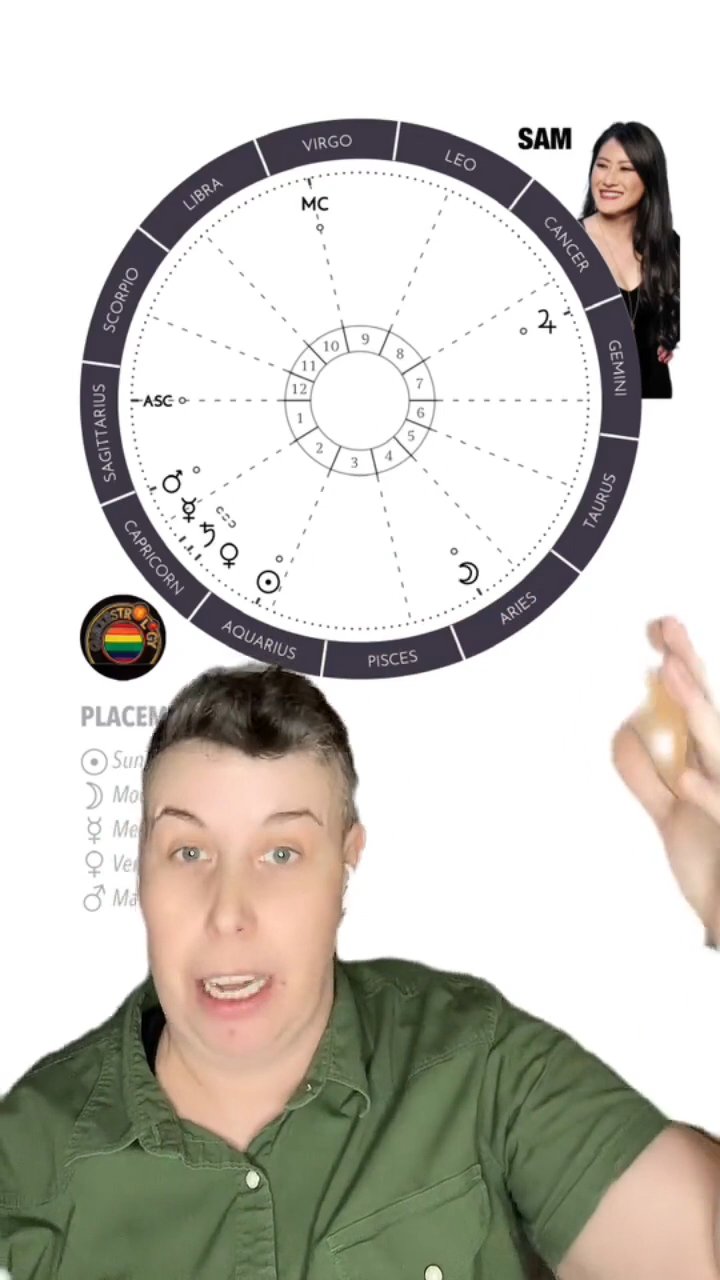 SAM
VIRGO
LEO
CANCER
GEMINI
TAURUS
ARIES
PISCES
AQUARIUS
CAPRICORN
SAGITTARIUS
SCORPIO
LIBRA
MC
ASC
1
2
3
4
5
6
7
8
9
10
11
12
PLACEM
Sun
Mo
Me
Ve
Ma